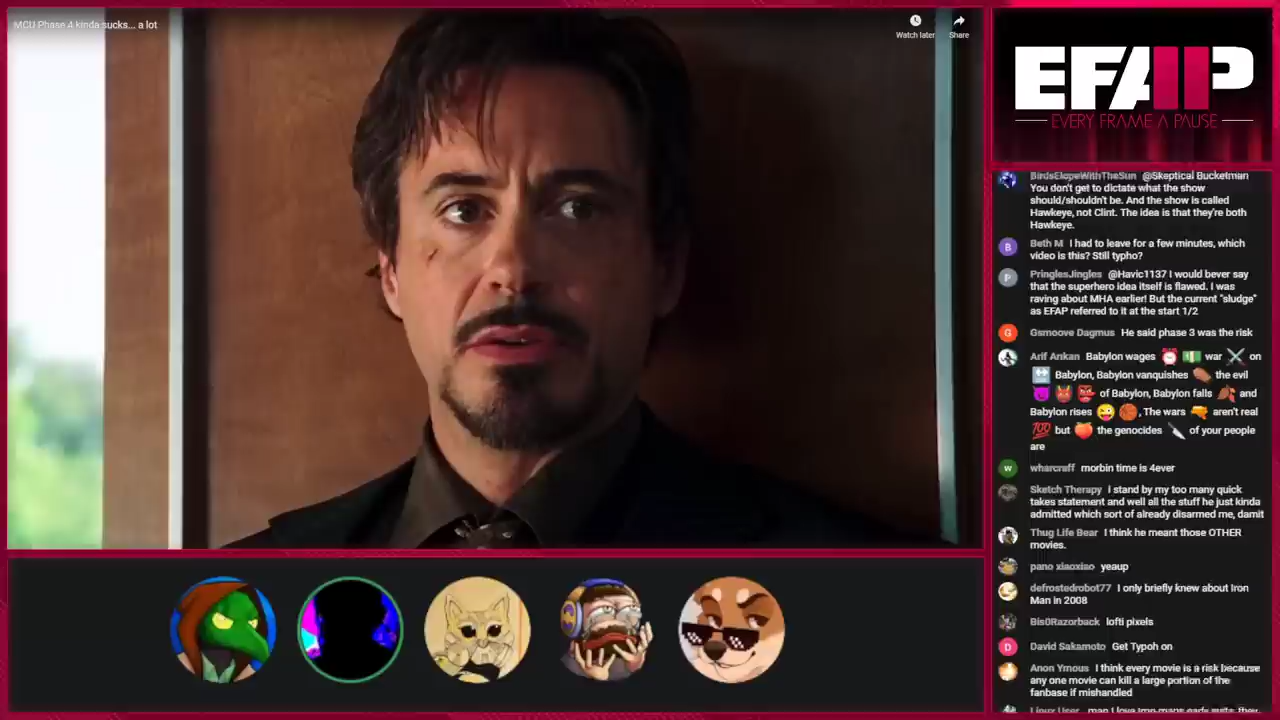 MCU Phase 4 kinda sucks... a lot
Watch later
Share
EFAP
EVERY FRAME A PAUSE
BirdsElopeWithTheSun @Skeptical Bucketman
You don't get to dictate what the show
should/shouldn't be. And the show is called
Hawkeye, not Clint. The idea is that they're both
Hawkeye.
B
Beth M I had to leave for a few minutes, which
video is this? Still typho?
P
PringlesJingles @Havic1137 I would bever say
that the superhero idea itself is flawed. I was
raving about MHA earlier! But the current "sludge"
as EFAP referred to it at the start 1/2
G
Gsmoove Dagmus He said phase 3 was the risk
Arif Arıkan Babylon wages ⏰ 💵 war ⚔ on
🔛 Babylon, Babylon vanquishes ⚰ the evil
😈 👹 👺 of Babylon, Babylon falls 🍂 and
Babylon rises 😜 🏀, The wars 🔫 aren't real
💯 but 🍑 the genocides 🔪 of your people
are
w
wharcraff morbin time is 4ever
Sketch Therapy I stand by my too many quick
takes statement and well all the stuff he just kinda
admitted which sort of already disarmed me, damit
Thug Life Bear I think he meant those OTHER
movies.
pano xiaoxiao yeaup
defrostedrobot77 I only briefly knew about Iron
Man in 2008
Bis0Razorback lofti pixels
D
David Sakamoto Get Typoh on
Anon Ymous I think every movie is a risk because
any one movie can kill a large portion of the
fanbase if mishandled
Linuz User man I love iron mans early suits, they